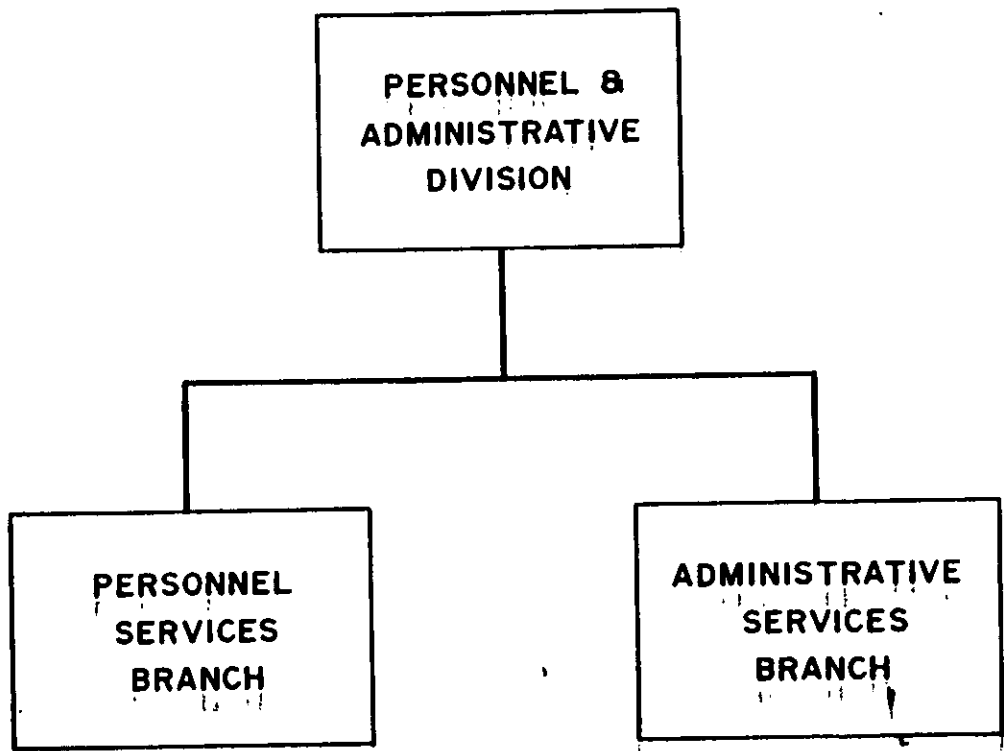 PERSONNEL &
ADMINISTRATIVE
DIVISION
PERSONNEL
SERVICES
BRANCH
ADMINISTRATIVE
SERVICES
BRANCH